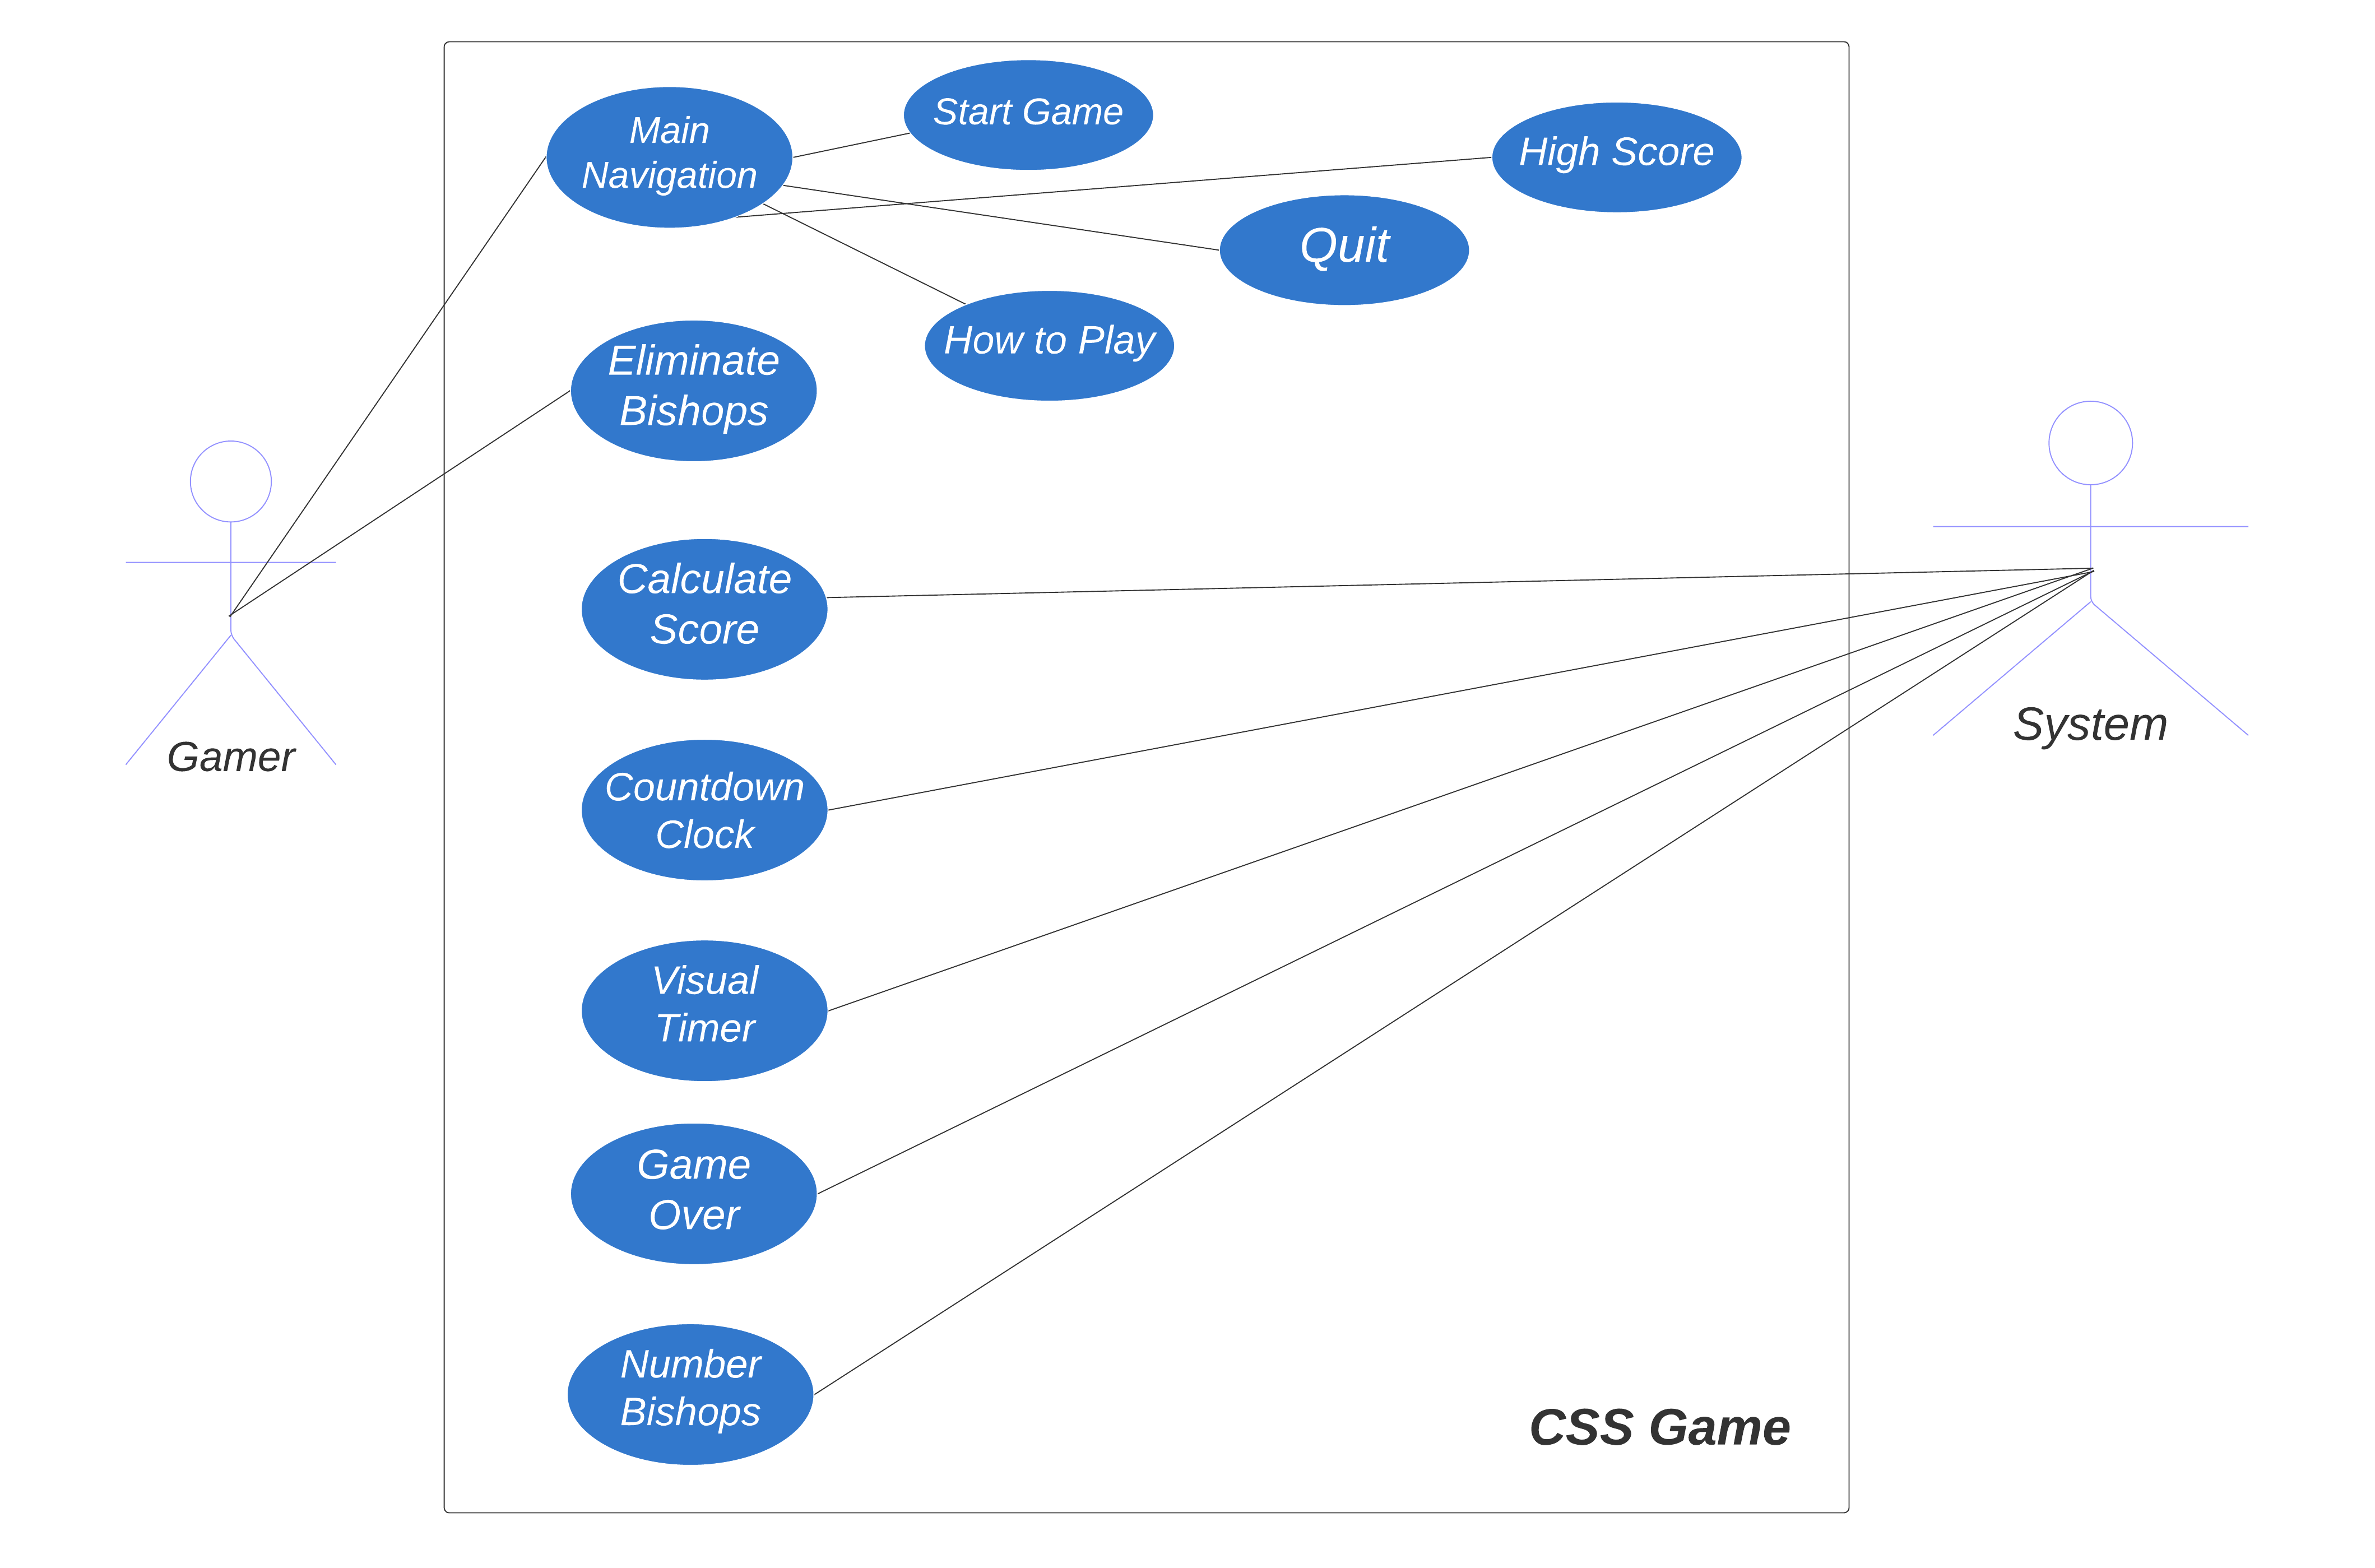 Main
Navigation
Start Game
High Score
Quit
How to Play
Eliminate
Bishops
Calculate
Score
Countdown
Clock
Visual
Timer
Game
Over
Number
Bishops
Gamer
System
CSS Game